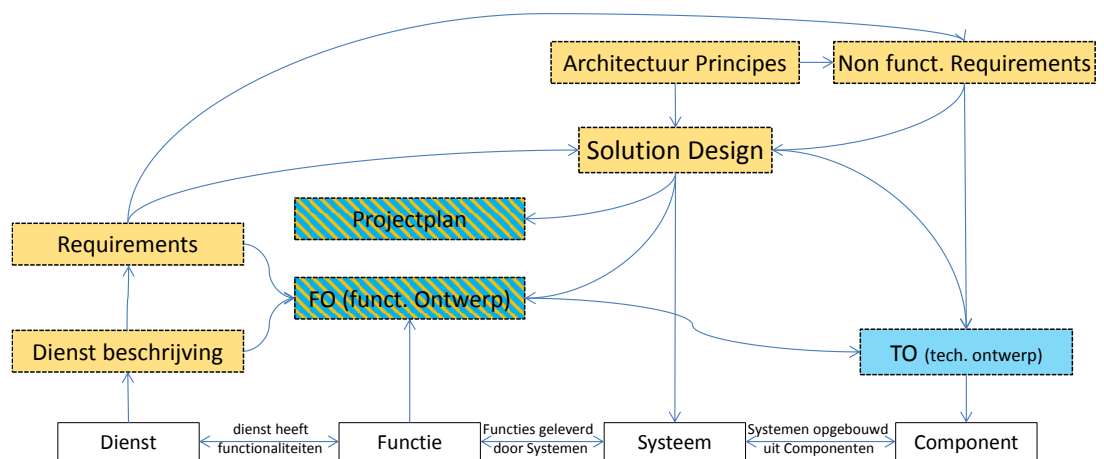 Architectuur Principes
Non funct. Requirements
Solution Design
Projectplan
Requirements
FO (funct. Ontwerp)
Dienst beschrijving
TO (tech. ontwerp)
Dienst
dienst heeft
functionaliteiten
Functie
Functies geleverd
door Systemen
Systeem
Systemen opgebouwd
uit Componenten
Component